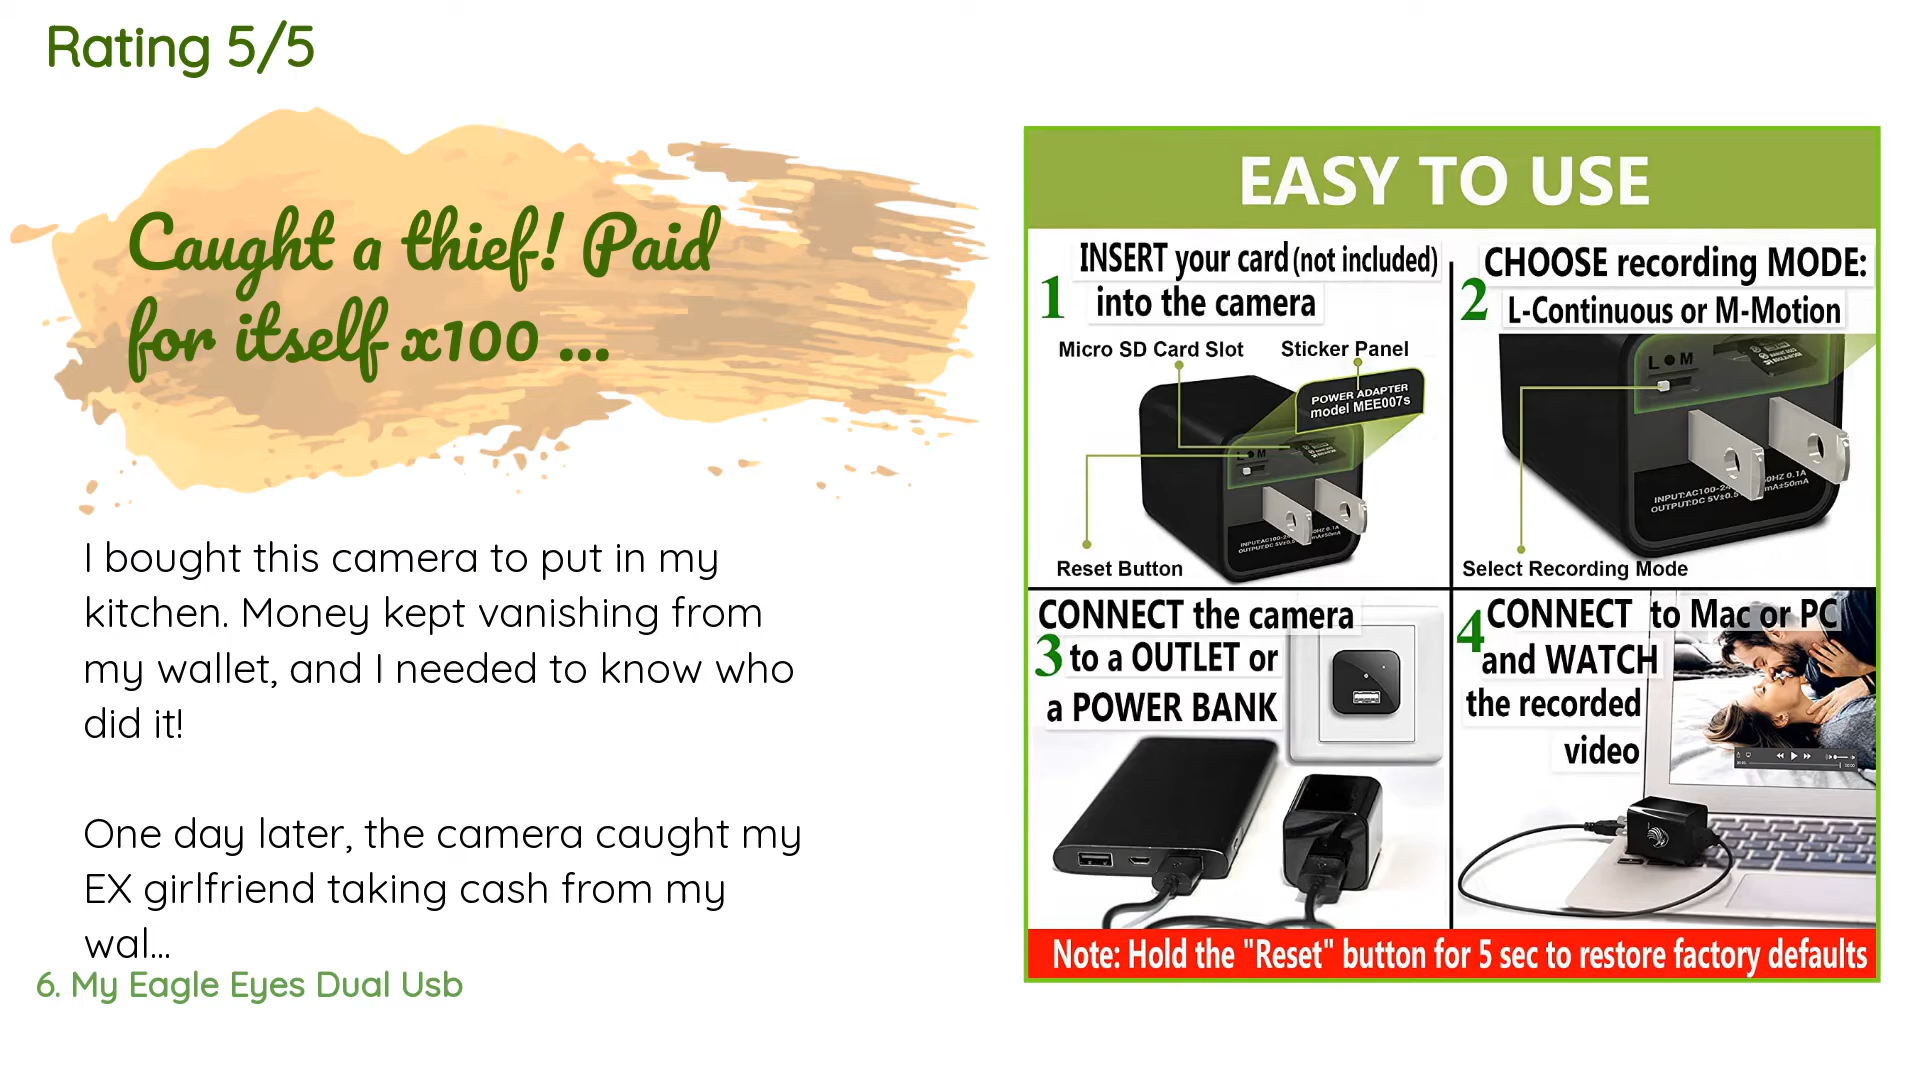 Rating 5/5
Caught a thief! Paid
for itself x100 ...
I bought this camera to put in my
kitchen. Money kept vanishing from
my wallet, and I needed to know who
did it!
One day later, the camera caught my
EX girlfriend taking cash from my
wal...
6. My Eagle Eyes Dual Usb
EASY TO USE
1
INSERT your card (not included)
into the camera
Micro SD Card Slot
Sticker Panel
POWER ADAPTER
model MEE007s
L M
Reset Button
2
CHOOSE recording MODE:
L-Continuous or M-Motion
L M
Select Recording Mode
3
CONNECT the camera
to a OUTLET or
a POWER BANK
4
CONNECT to Mac or PC
and WATCH
the recorded
video
Note: Hold the "Reset" button for 5 sec to restore factory defaults